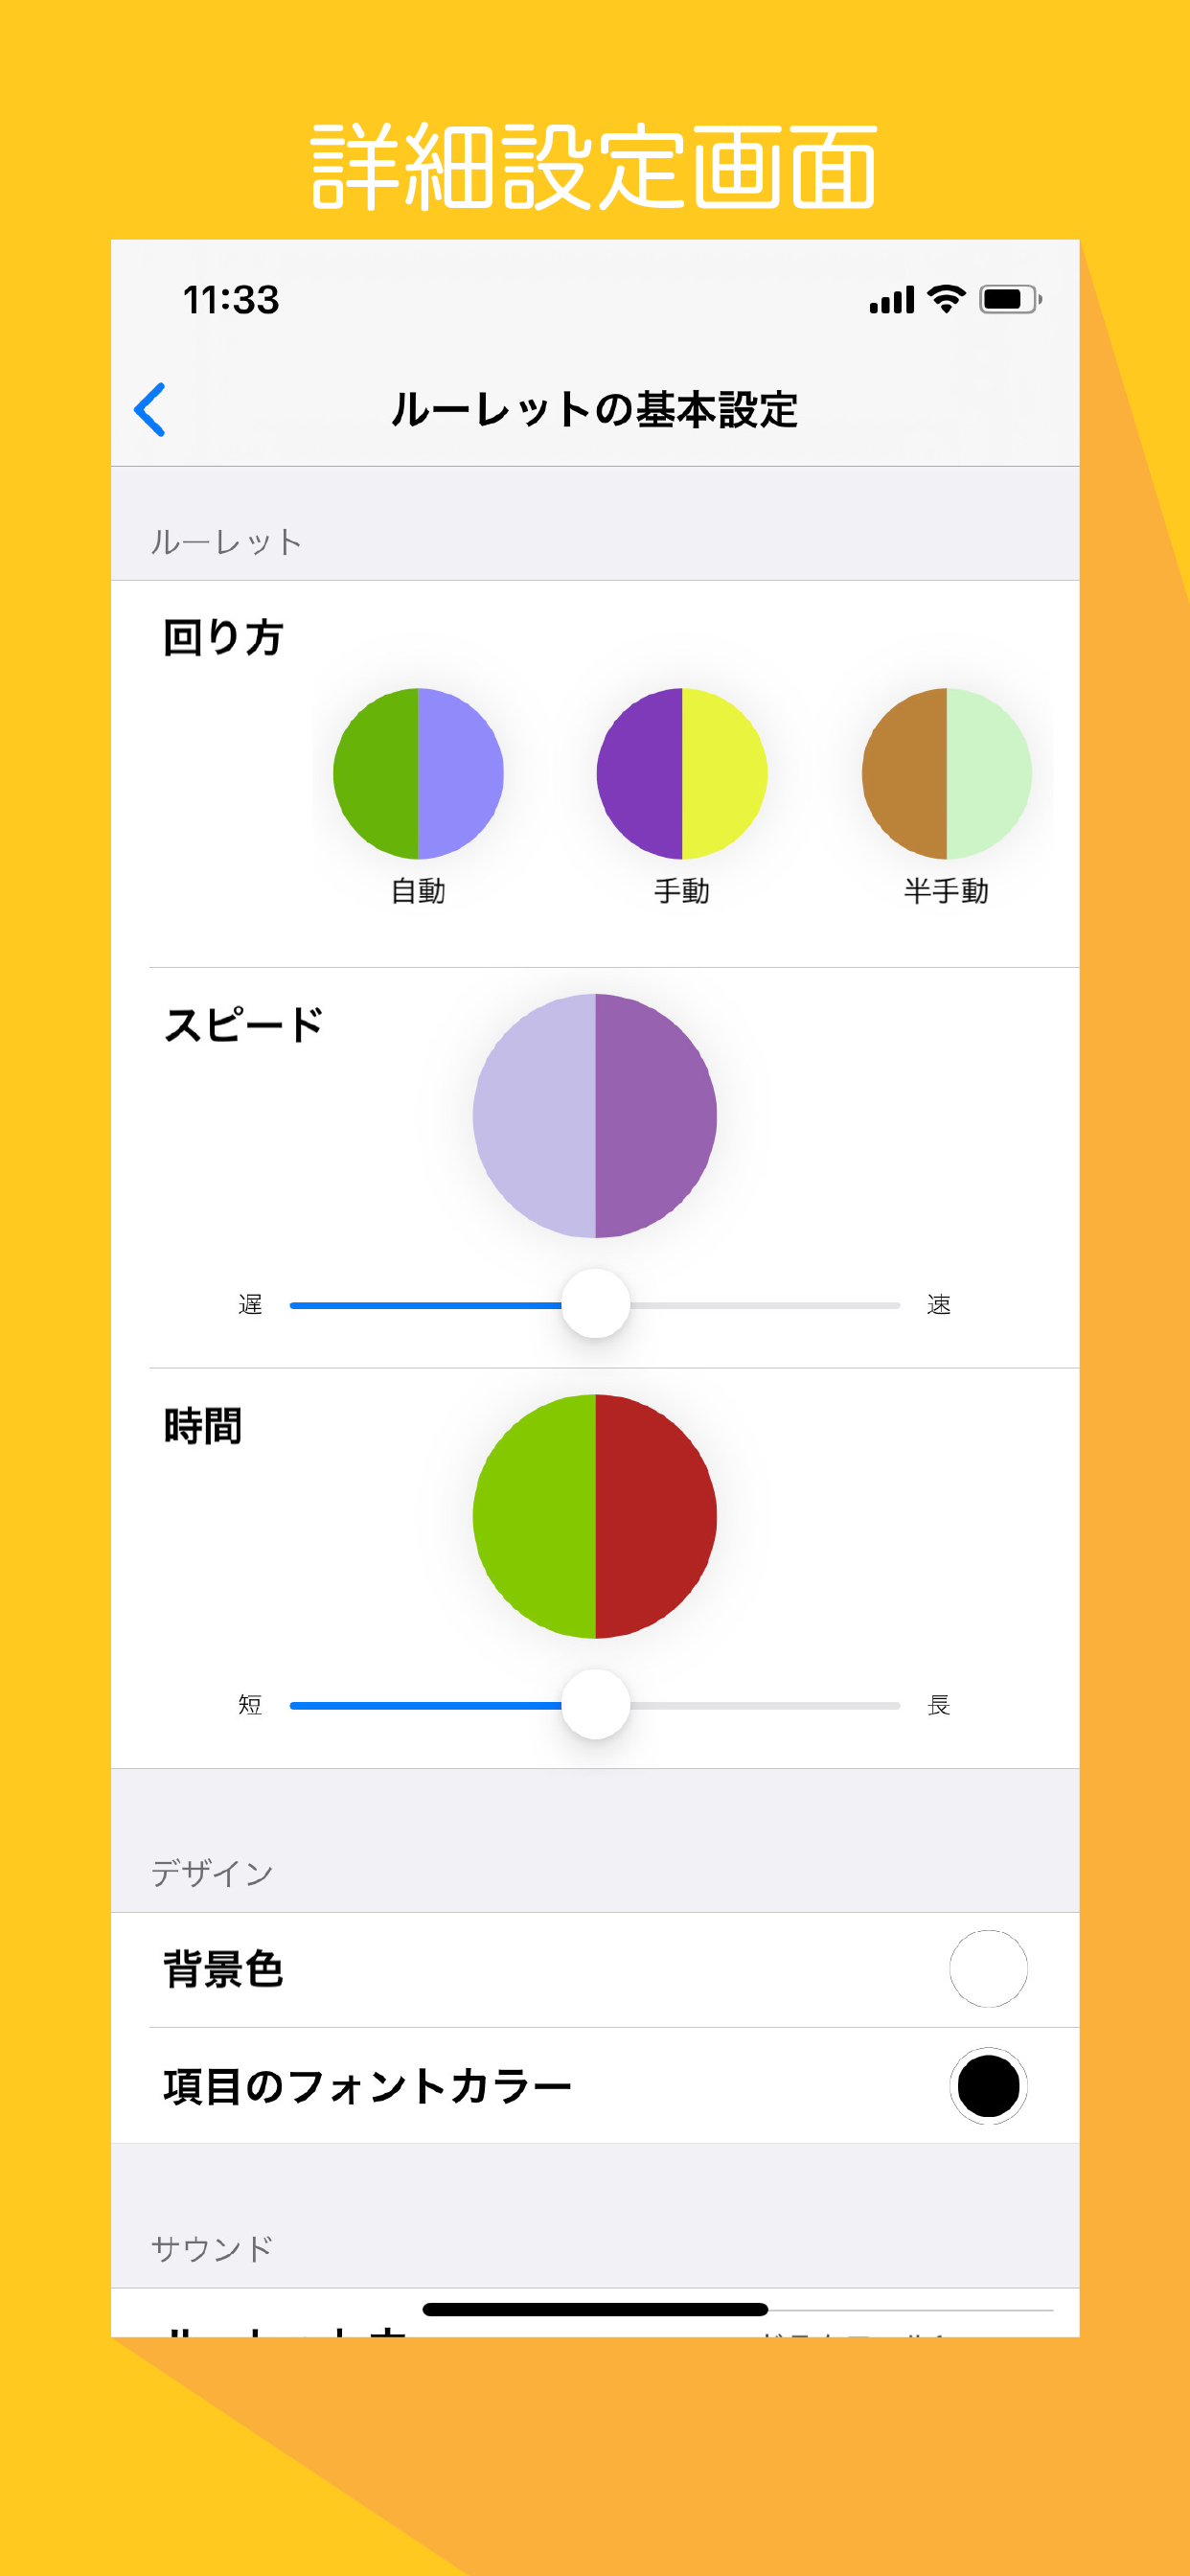 詳細設定画面
11:33
ルーレットの基本設定
ルーレット
回り方
自動 手動 半手動
スピード
遅 速
時間
短 長
デザイン
背景色
項目のフォントカラー
サウンド